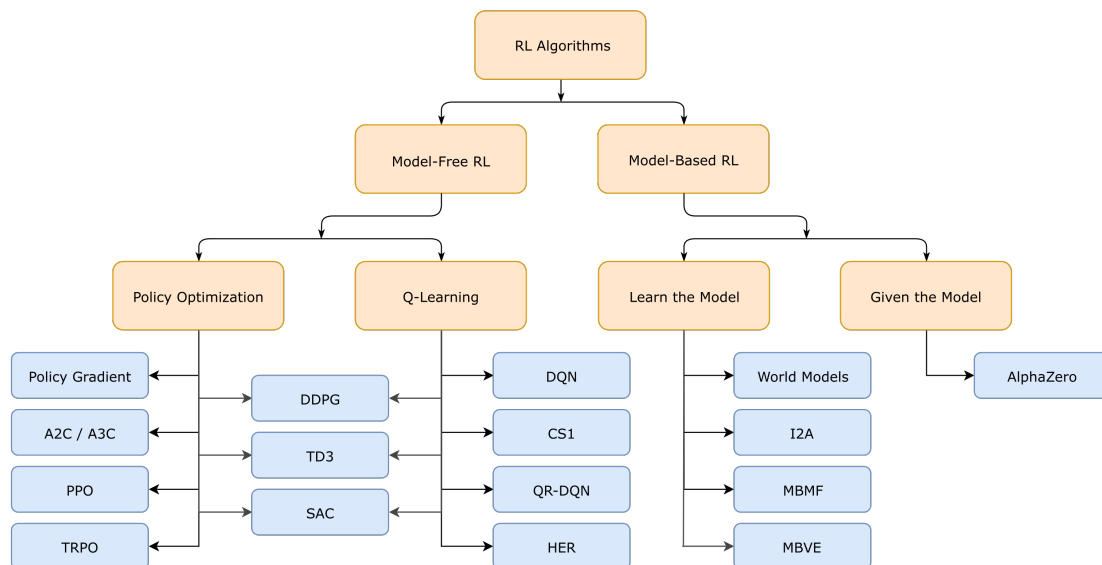 RL Algorithms
Model-Free RL
Model-Based RL
Policy Optimization
Q-Learning
Learn the Model
Given the Model
Policy Gradient
DDPG
DQN
World Models
AlphaZero
A2C / A3C
TD3
CS1
I2A
PPO
SAC
QR-DQN
MBMF
TRPO
HER
MBVE